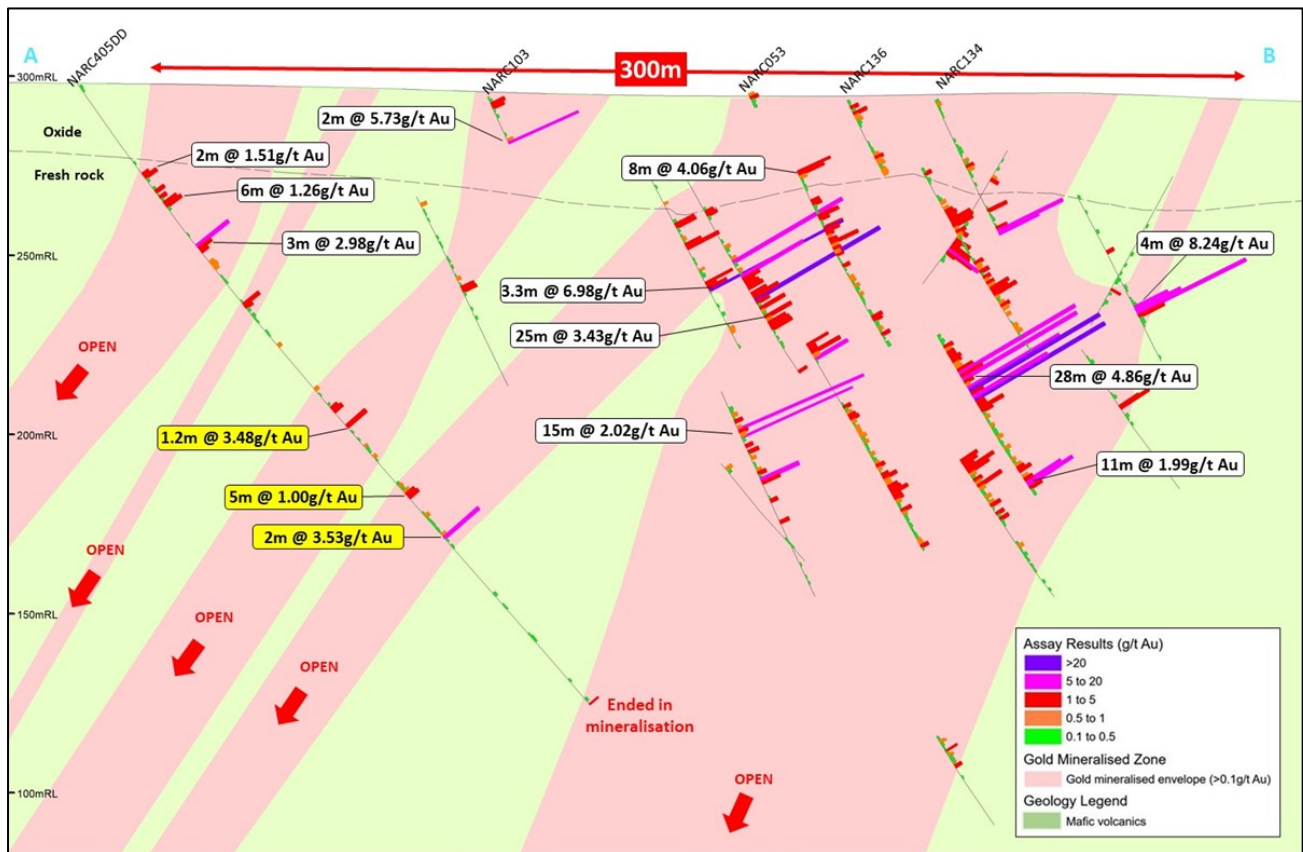 A
NARC405DD
NARC103
300m
NARC053
NARC136
NARC134
B
300mRL
2m @ 5.73g/t Au
Oxide
2m @ 1.51g/t Au
Fresh rock
8m @ 4.06g/t Au
6m @ 1.26g/t Au
3m @ 2.98g/t Au
4m @ 8.24g/t Au
250mRL
3.3m @ 6.98g/t Au
25m @ 3.43g/t Au
OPEN
28m @ 4.86g/t Au
200mRL
1.2m @ 3.48g/t Au
15m @ 2.02g/t Au
11m @ 1.99g/t Au
5m @ 1.00g/t Au
2m @ 3.53g/t Au
OPEN
150mRL
OPEN
OPEN
Ended in
mineralisation
OPEN
100mRL
Assay Results (g/t Au)
>20
5 to 20
1 to 5
0.5 to 1
0.1 to 0.5
Gold Mineralised Zone
Gold mineralised envelope (>0.1g/t Au)
Geology Legend
Mafic volcanics